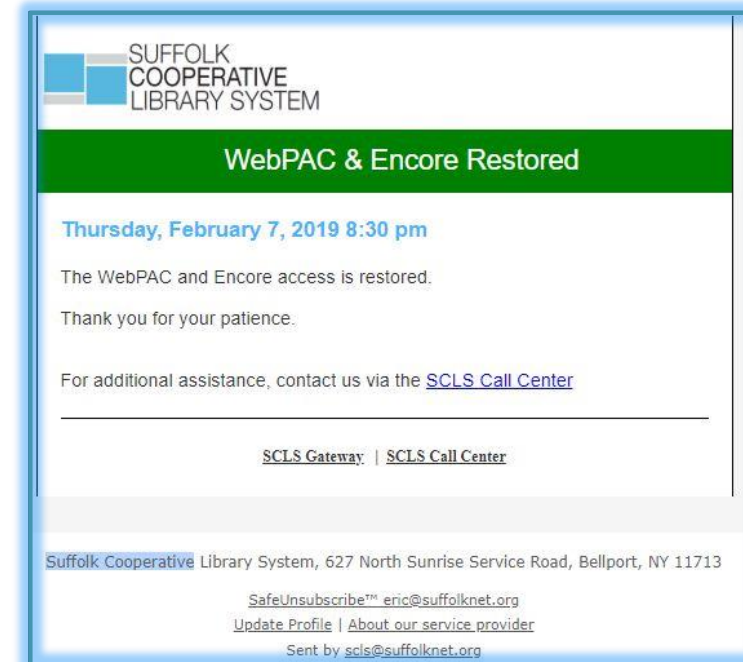 SUFFOLK
COOPERATIVE
LIBRARY SYSTEM
WebPAC & Encore Restored
Thursday, February 7, 2019 8:30 pm
The WebPAC and Encore access is restored.
Thank you for your patience.
For additional assistance, contact us via the SCLS Call Center
SCLS Gateway | SCLS Call Center
Suffolk Cooperative Library System, 627 North Sunrise Service Road, Bellport, NY 11713
SafeUnsubscribe™ eric@suffolknet.org
Update Profile | About our service provider
Sent by scls@suffolknet.org